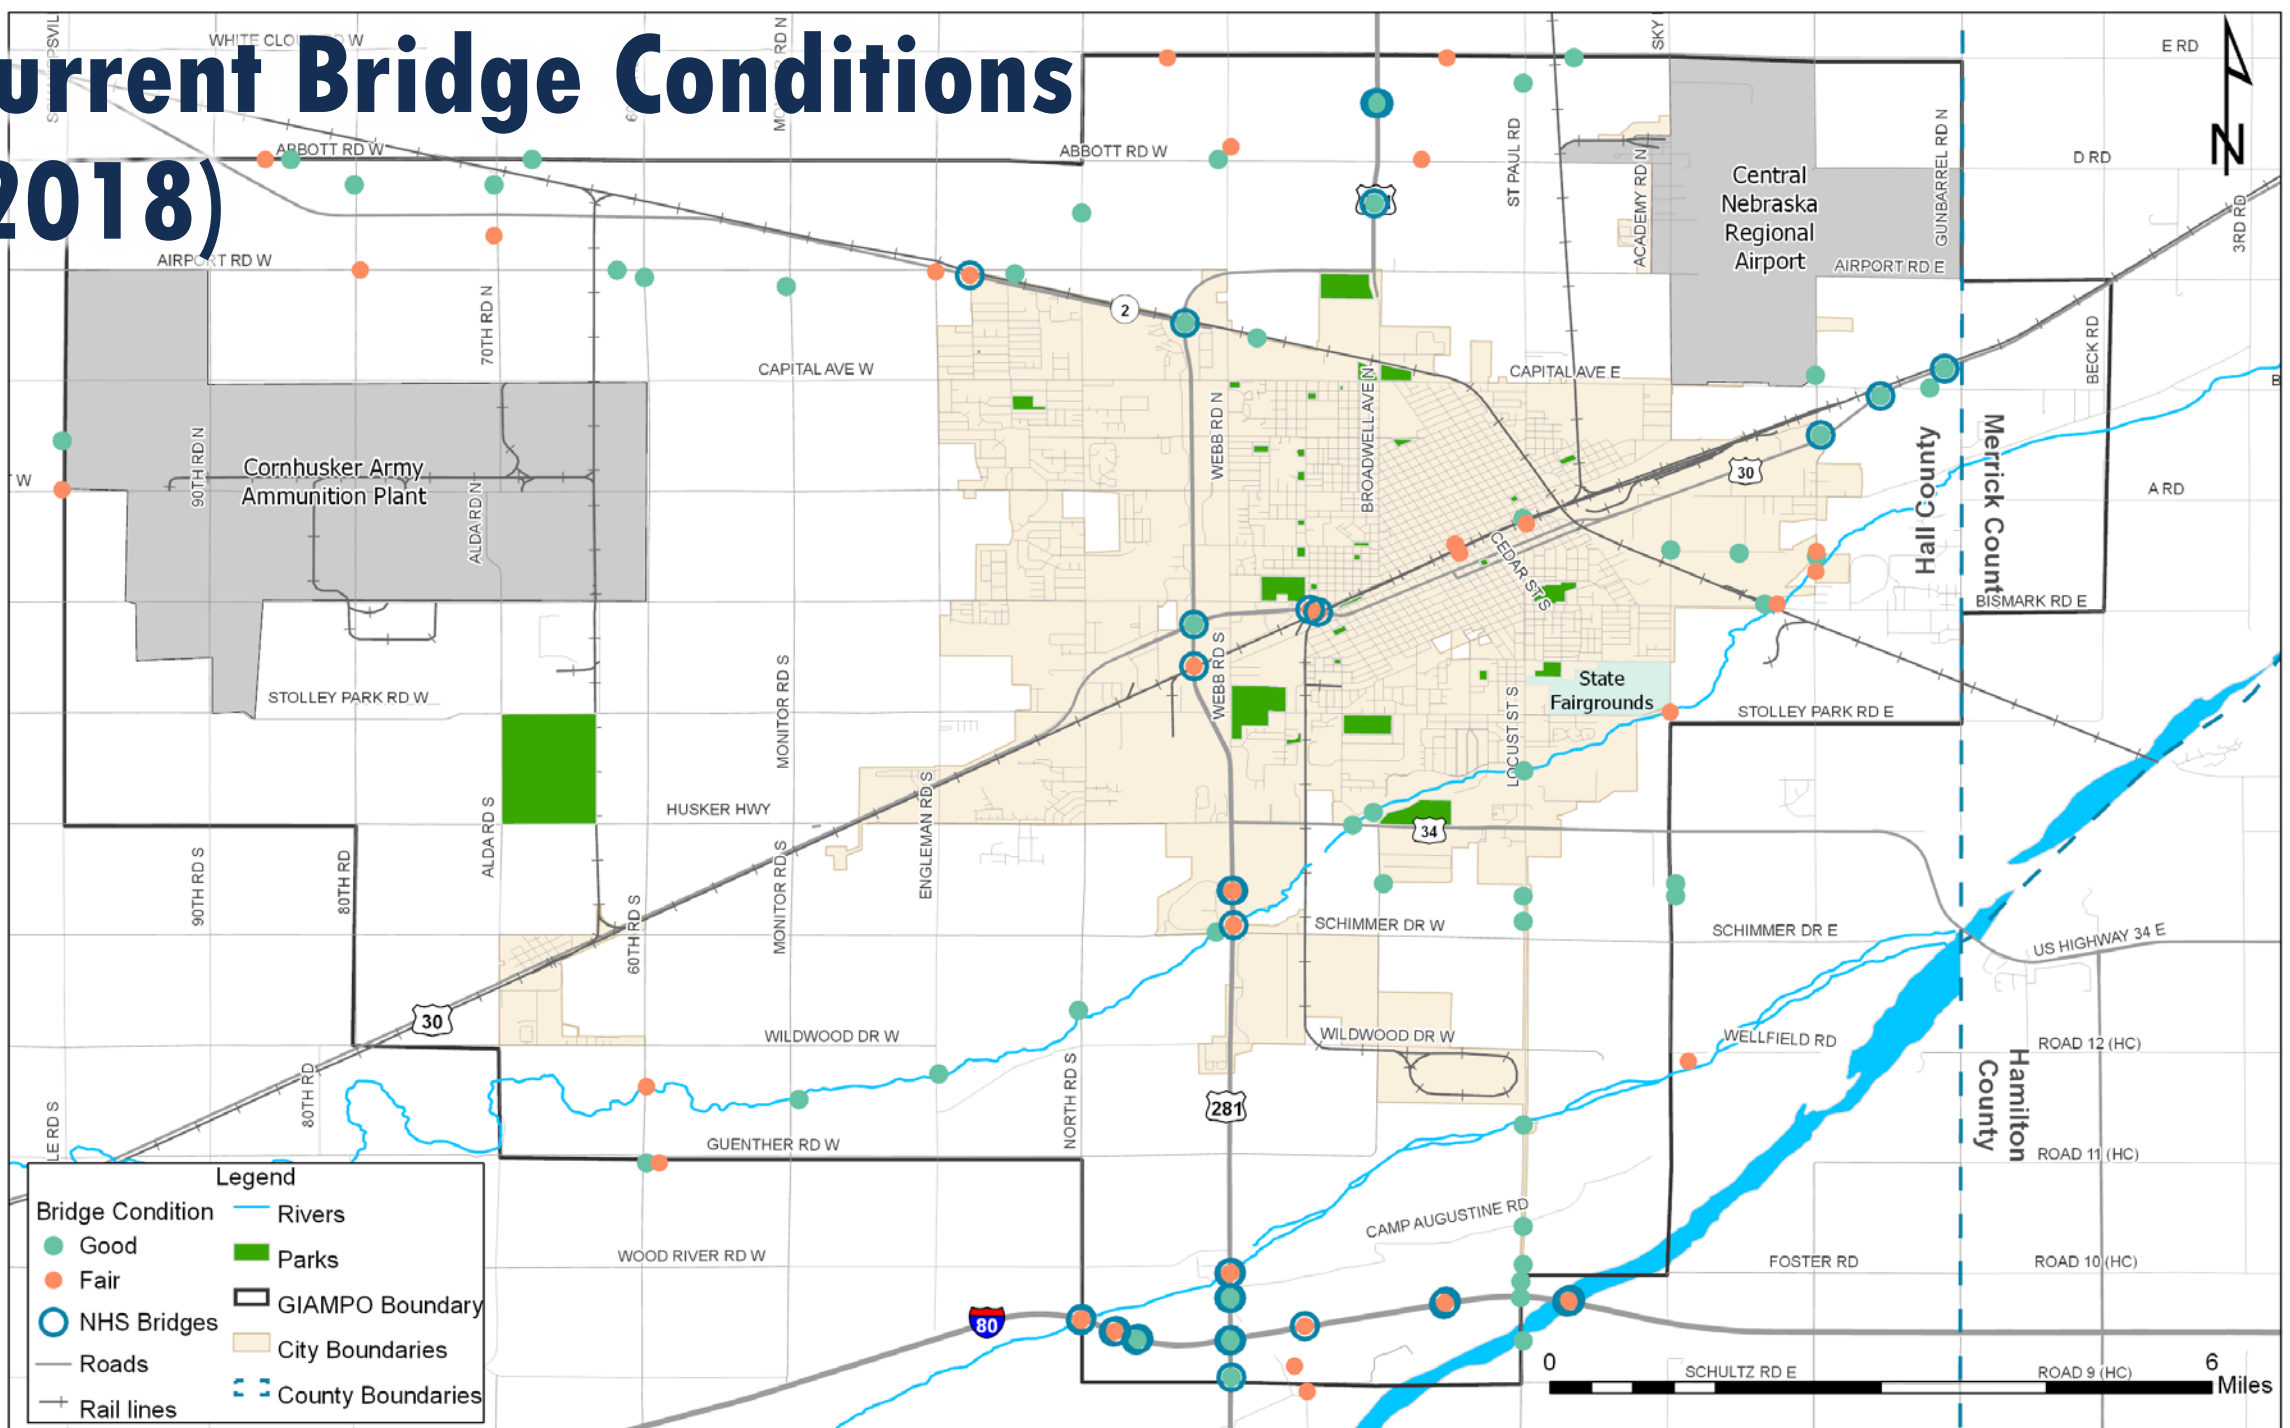 urrent Bridge Conditions
2018)
WHITE CLOUD RD W
SKY
E RD
ABBOTT RD W
ABBOTT RD W
ST PAUL RD
ACADEMY RD N
Central
Nebraska
Regional
Airport
GUNBARREL RD N
D RD
N
3RD RD
AIRPORT RD W
AIRPORT RD E
70TH RD N
2
CAPITAL AVE W
CAPITAL AVE E
BECK RD
WEBB RD N
BROADWELL AVE N
90TH RD N
Cornhusker Army
Ammunition Plant
ALDA RD N
W
30
Hall County
Merrick Count
A RD
CEDAR ST S
BISMARK RD E
STOLLEY PARK RD W
MONITOR RD S
WEBB RD S
State
Fairgrounds
LOCUST ST S
STOLLEY PARK RD E
HUSKER HWY
ALDA RD S
ENGLEMAN RD S
34
90TH RD S
80TH RD
60TH RD S
MONITOR RD S
SCHIMMER DR W
SCHIMMER DR E
US HIGHWAY 34 E
30
WILDWOOD DR W
WILDWOOD DR W
WELLFIELD RD
ROAD 12 (HC)
80TH RD
LE RD S
NORTH RD S
281
Hamilton
County
GUENTHER RD W
ROAD 11 (HC)
CAMP AUGUSTINE RD
WOOD RIVER RD W
FOSTER RD
ROAD 10 (HC)
80
SCHULTZ RD E
ROAD 9 (HC)
0
6
Miles
Legend
Bridge Condition
Good
Fair
NHS Bridges
Roads
Rail lines
Rivers
Parks
GIAMPO Boundary
City Boundaries
County Boundaries